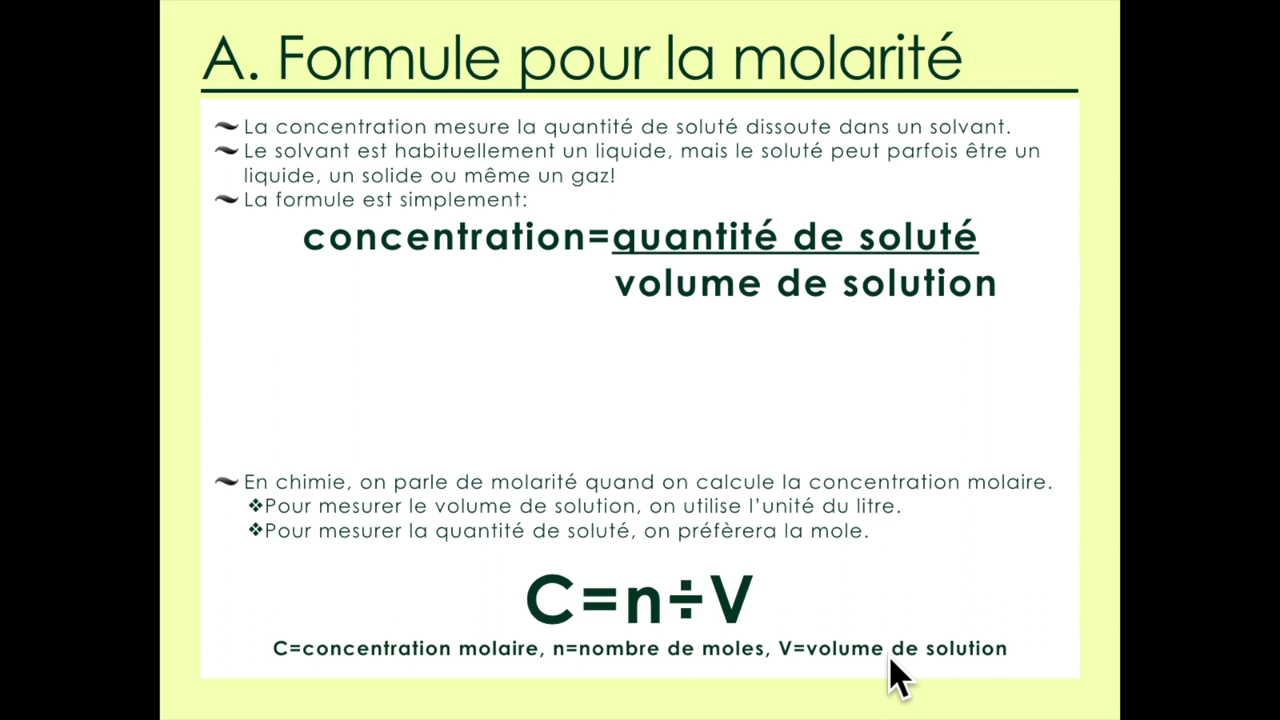 A. Formule pour la molarité
La concentration mesure la quantité de soluté dissoute dans un solvant.
Le solvant est habituellement un liquide, mais le soluté peut parfois être un
liquide, un solide ou même un gaz!
La formule est simplement:
concentration=quantité de soluté
volume de solution
En chimie, on parle de molarité quand on calcule la concentration molaire.
❖Pour mesurer le volume de solution, on utilise l'unité du litre.
❖Pour mesurer la quantité de soluté, on préfèrera la mole.
C=n÷V
C=concentration molaire, n=nombre de moles, V=volume de solution